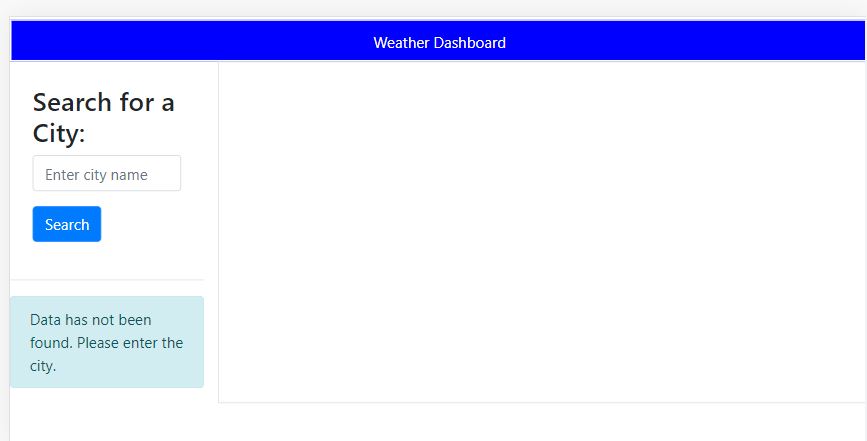 Weather Dashboard
Search for a
City:
Enter city name
Search
Data has not been
found. Please enter the
city.